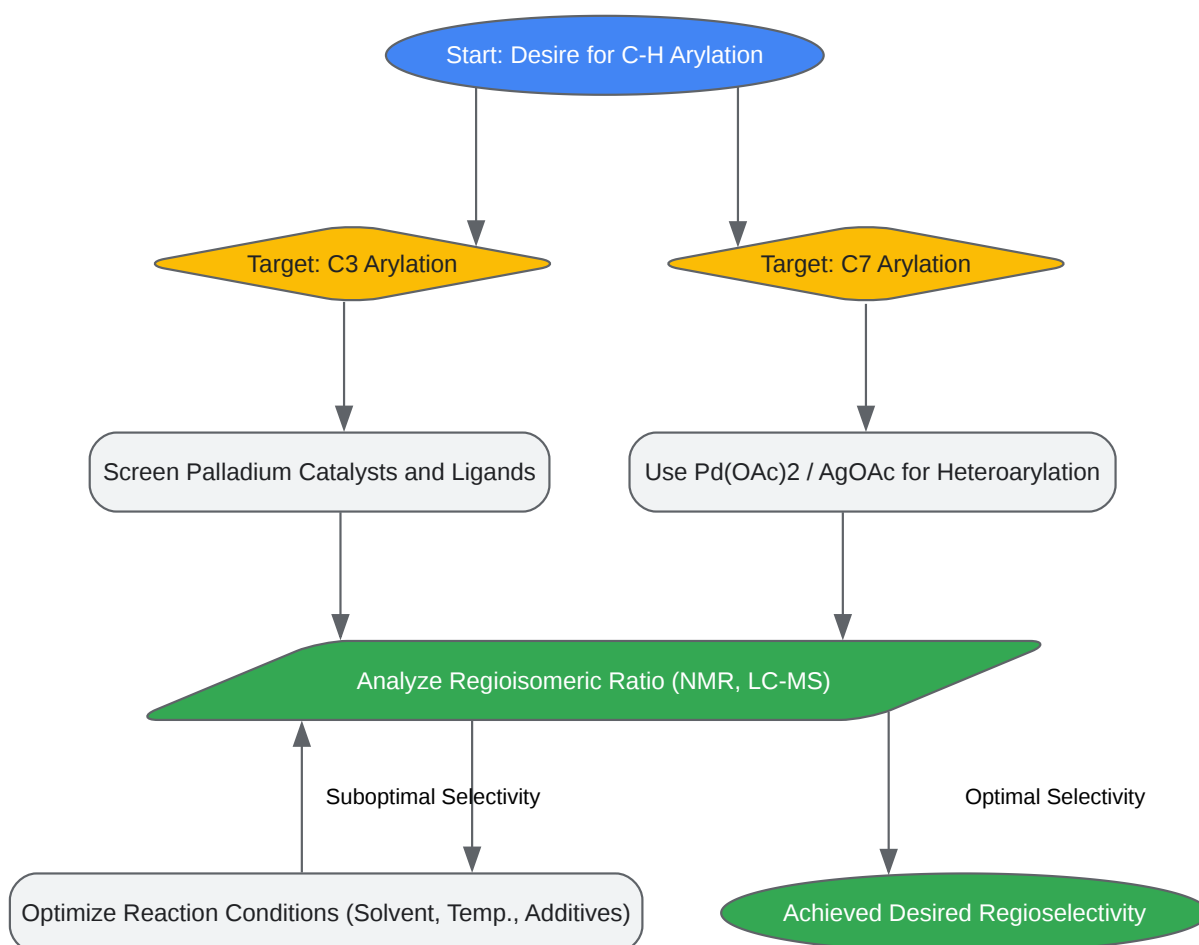 Start: Desire for C-H Arylation
Target: C3 Arylation
Target: C7 Arylation
Screen Palladium Catalysts and Ligands
Use Pd(OAc)2 / AgOAc for Heteroarylation
Analyze Regioisomeric Ratio (NMR, LC-MS)
Suboptimal Selectivity
Optimal Selectivity
Optimize Reaction Conditions (Solvent, Temp., Additives)
Achieved Desired Regioselectivity